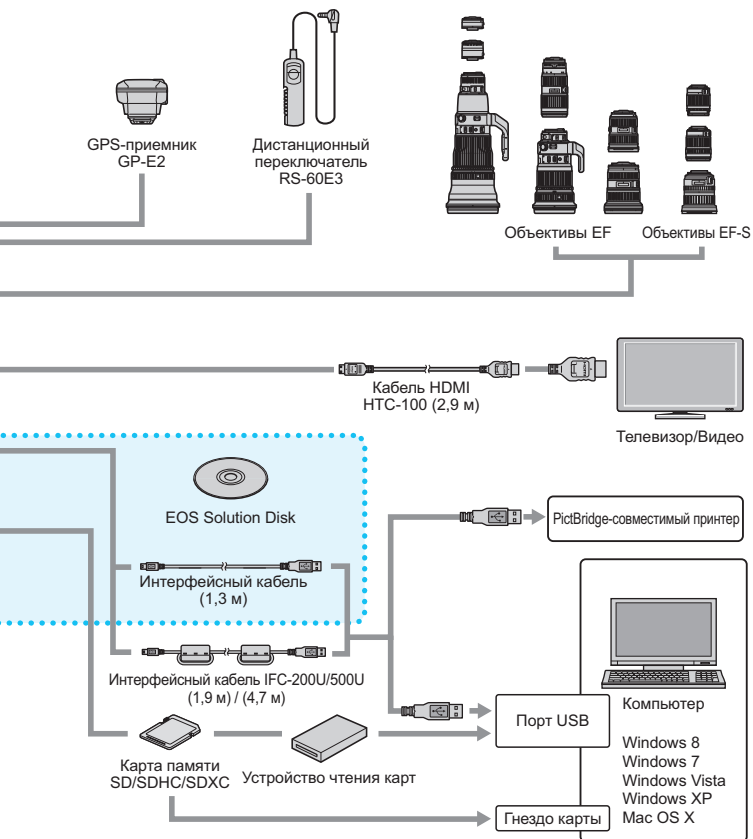 GPS-приемник
GP-E2
Дистанционный
переключатель
RS-60E3
Объективы EF
Объективы EF-S
Кабель HDMI
HTC-100 (2,9 м)
Телевизор/Видео
EOS Solution Disk
PictBridge-совместимый принтер
Интерфейсный кабель
(1,3 м)
Интерфейсный кабель IFC-200U/500U
(1,9 м) / (4,7 м)
Порт USB
Компьютер
Windows 8
Windows 7
Windows Vista
Windows XP
Mac OS X
Карта памяти
SD/SDHC/SDXC
Устройство чтения карт
Гнездо карты